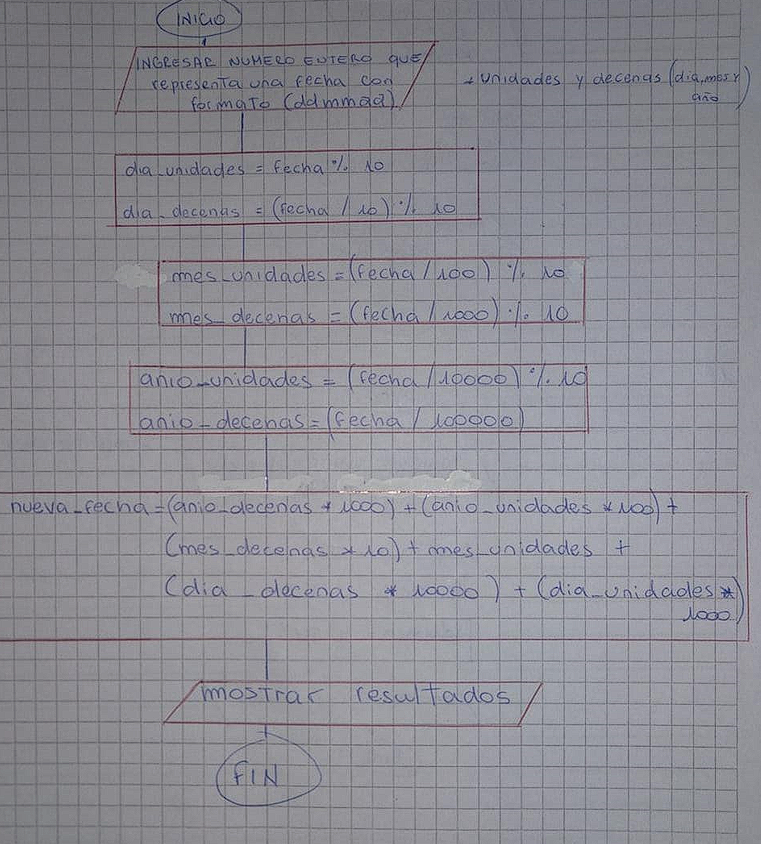 INICIO
INGRESAR NUMERO ENTERO QUE
representa una fecha con
formato (ddmmaa)
+ unidades y decenas (dia, mes y
año
dia_unidades = fecha % 10
dia_decenas = (fecha / 10) % 10
mes_unidades = (fecha / 100) % 10
mes_decenas = (fecha / 1000) % 10
anio_unidades = (fecha / 10000) % 10
anio_decenas = (fecha / 100000)
nueva_fecha = (anio_decenas * 1000) + (anio_unidades * 100) +
(mes_decenas * 10) + mes_unidades +
(dia_decenas * 10000) + (dia_unidades *
1000)
mostrar resultados
FIN